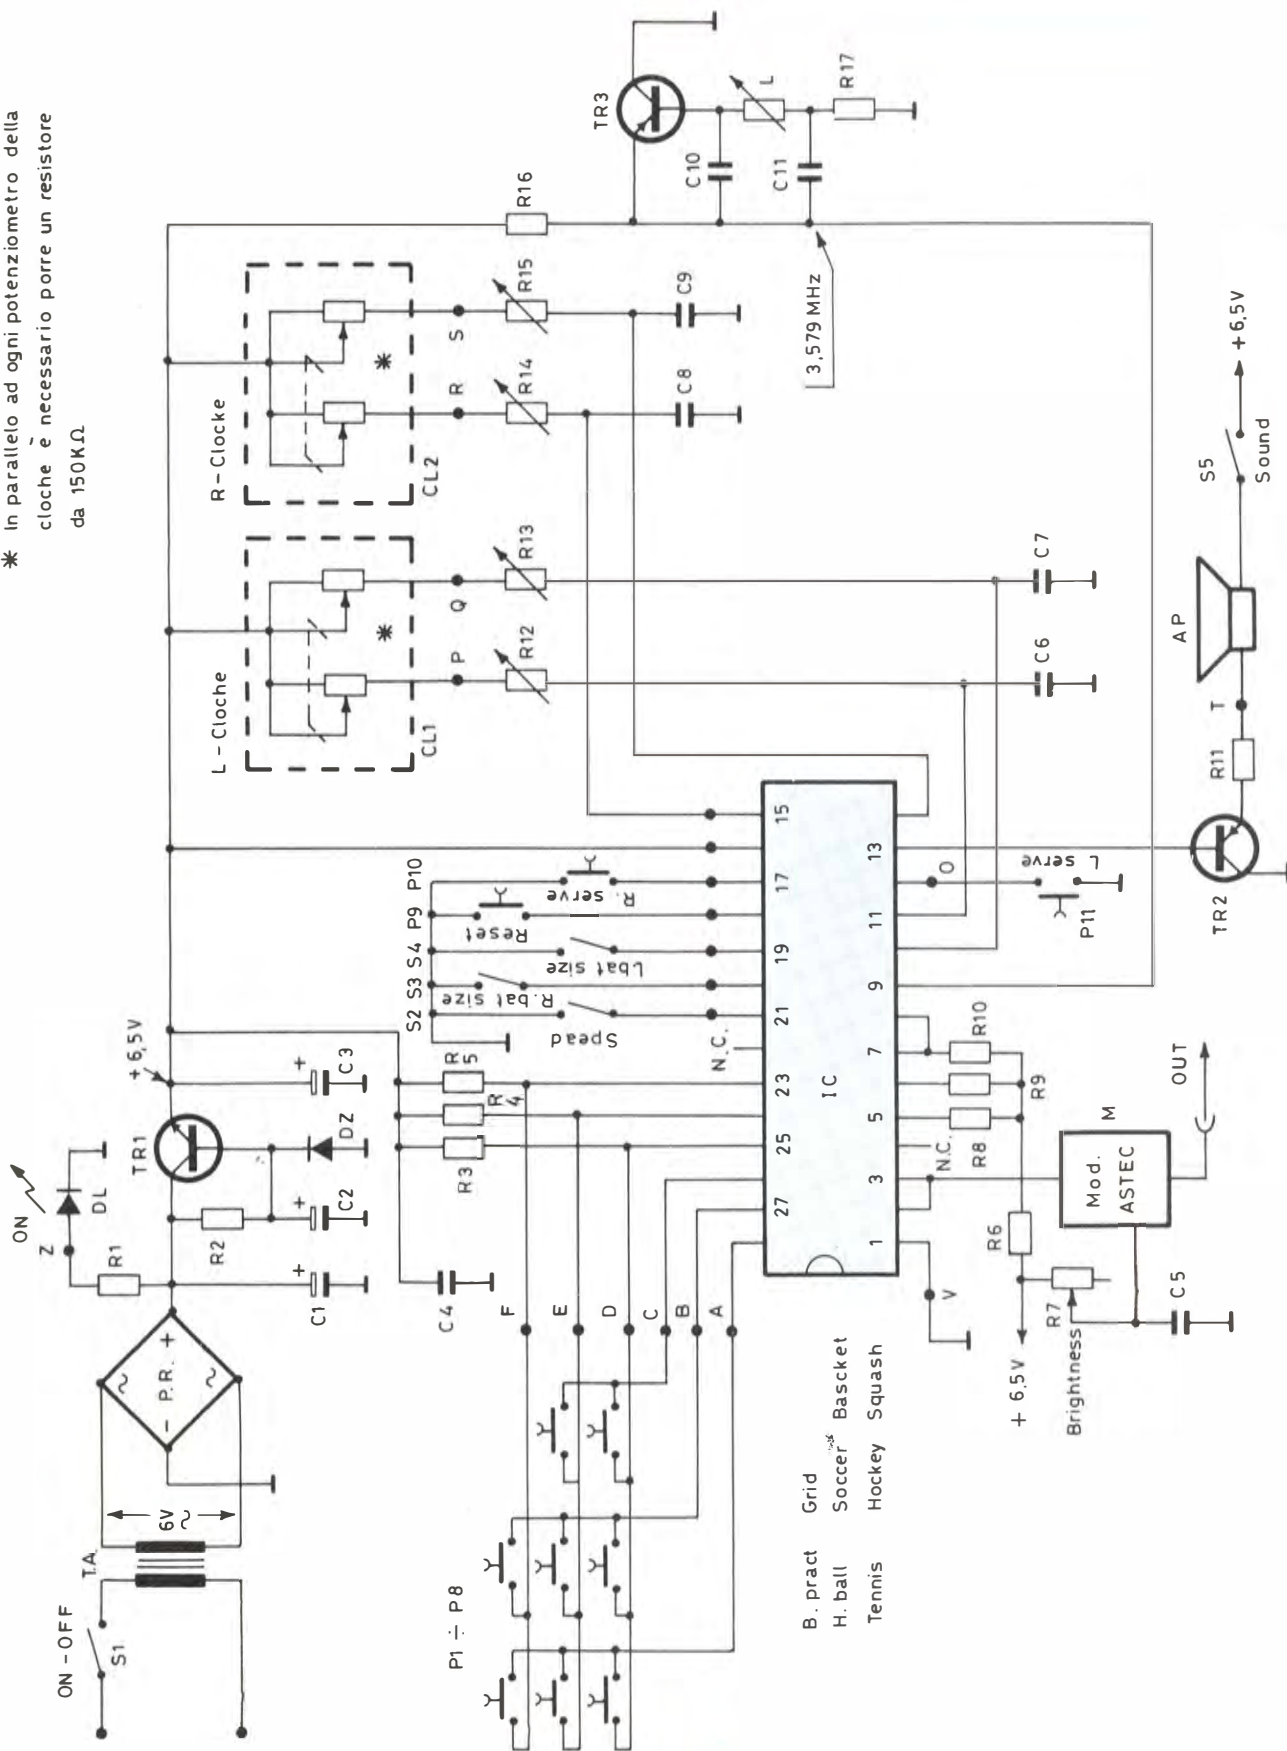 * In parallelo ad ogni potenziometro della
cloche è necessario porre un resistore
da 150KΩ
ON-OFF
S1
T.A.
6V ~
P.R.
+
-
~
~
ON
Z
DL
R1
C1
+
R2
C2
+
TR1
DZ
+6,5V
C3
+
C4
R3
R4
R5
L-Cloche
CL1
*
P
Q
R12
R13
R-Clocke
CL2
*
R
S
R14
R15
C8
C9
R16
TR3
C10
C11
L
R17
3,579MHz
P1 ÷ P8
F
E
D
C
B
A
S2
S3
S4
P9
P10
Spead
R.bat size
L.bat size
Reset
R. serve
N.C.
IC
27
25
23
21
19
17
15
1
3
5
7
9
11
13
C6
C7
V
N.C.
R8
R9
R10
R6
+6,5V
R7
Brightness
C5
Mod.
ASTEC
M
OUT
O
L serve
P11
TR2
R11
T
AP
S5
Sound
+6,5V
B.pract Grid
H.ball Soccer Bascket
Tennis Hockey Squash